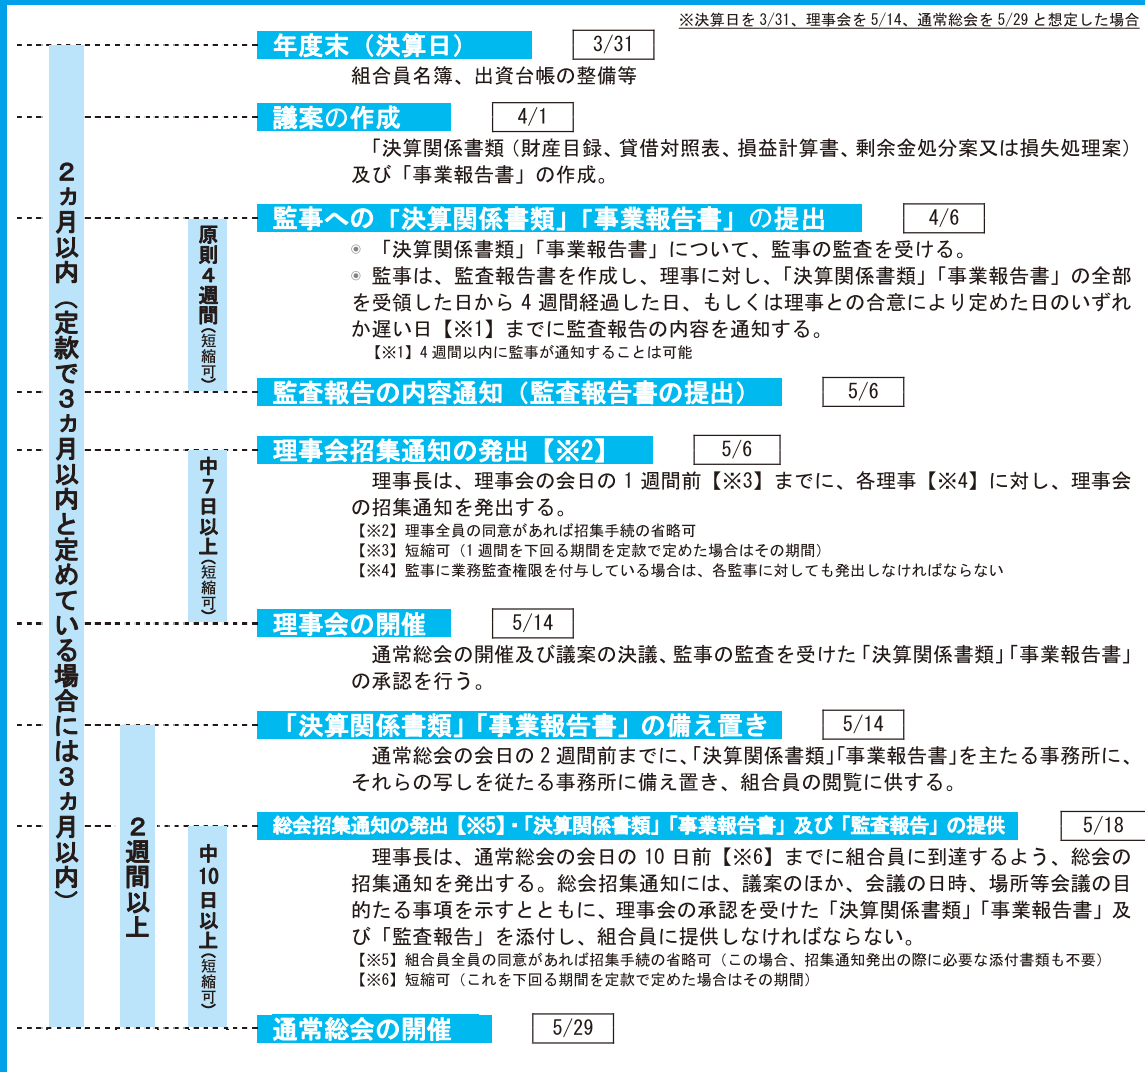 ※決算日を 3/31、理事会を 5/14、通常総会を 5/29 と想定した場合
年度末（決算日） 3/31
組合員名簿、出資台帳の整備等
議案の作成 4/1
「決算関係書類（財産目録、貸借対照表、損益計算書、剰余金処分案又は損失処理案）
及び「事業報告書」の作成。
監事への「決算関係書類」「事業報告書」の提出 4/6
◉ 「決算関係書類」「事業報告書」について、監事の監査を受ける。
◉ 監事は、監査報告書を作成し、理事に対し、「決算関係書類」「事業報告書」の全部
を受領した日から 4 週間経過した日、もしくは理事との合意により定めた日のいずれ
か遅い日【※1】までに監査報告の内容を通知する。
【※1】4 週間以内に監事が通知することは可能
監査報告の内容通知（監査報告書の提出） 5/6
理事会招集通知の発出【※2】 5/6
理事長は、理事会の会日の 1 週間前【※3】までに、各理事【※4】に対し、理事会
の招集通知を発出する。
【※2】理事全員の同意があれば招集手続の省略可
【※3】短縮可（1 週間を下回る期間を定款で定めた場合はその期間）
【※4】監事に業務監査権限を付与している場合は、各監事に対しても発出しなければならない
理事会の開催 5/14
通常総会の開催及び議案の決議、監事の監査を受けた「決算関係書類」「事業報告書」
の承認を行う。
「決算関係書類」「事業報告書」の備え置き 5/14
通常総会の会日の 2 週間前までに、「決算関係書類」「事業報告書」を主たる事務所に、
それらの写しを従たる事務所に備え置き、組合員の閲覧に供する。
総会招集通知の発出【※5】・「決算関係書類」「事業報告書」及び「監査報告」の提供 5/18
理事長は、通常総会の会日の 10 日前【※6】までに組合員に到達するよう、総会の
招集通知を発出する。総会招集通知には、議案のほか、会議の日時、場所等会議の目
的たる事項を示すとともに、理事会の承認を受けた「決算関係書類」「事業報告書」及
び「監査報告」を添付し、組合員に提供しなければならない。
【※5】組合員全員の同意があれば招集手続の省略可（この場合、招集通知発出の際に必要な添付書類も不要）
【※6】短縮可（これを下回る期間を定款で定めた場合はその期間）
通常総会の開催 5/29
2ヵ月以内（定款で3ヵ月以内と定めている場合には3ヵ月以内）
原則4週間（短縮可）
中7日以上（短縮可）
2週間以上
中10日以上（短縮可）